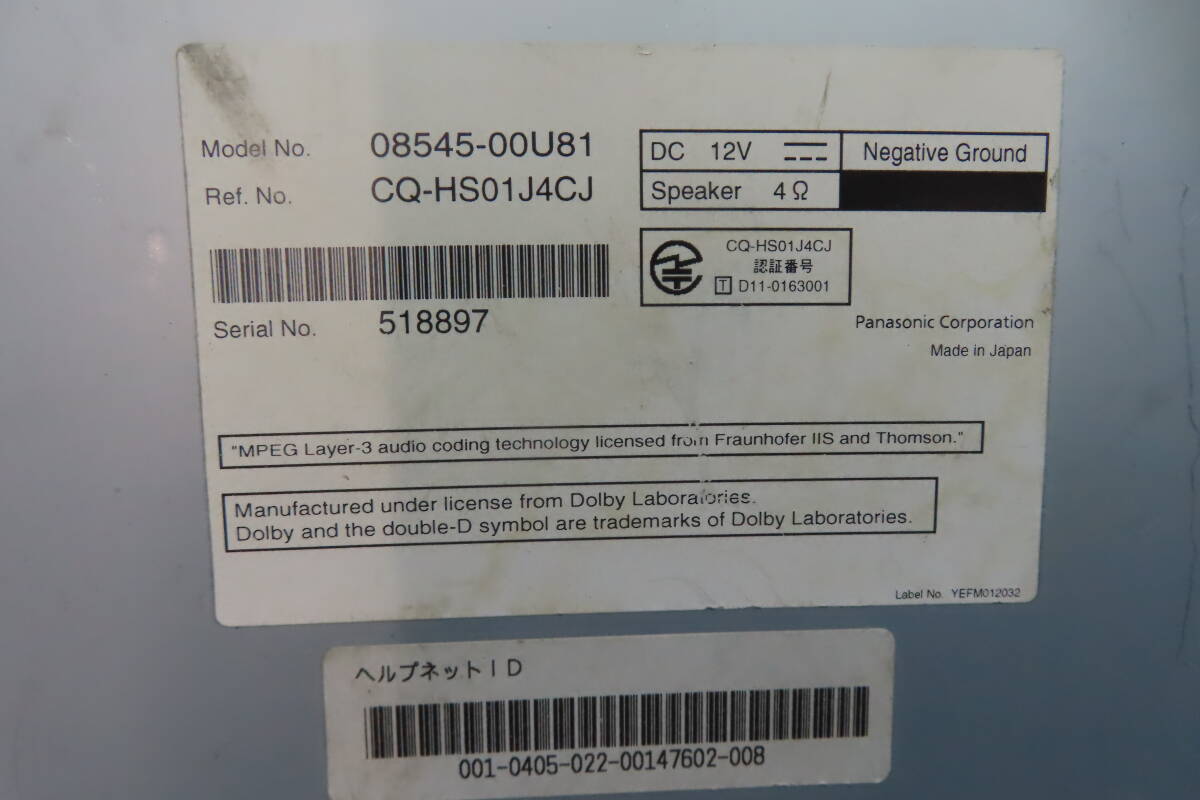 Model No. 08545-00U81
Ref. No. CQ-HS01J4CJ
DC 12V
Negative Ground
Speaker 4Ω
CQ-HS01J4CJ
認証番号
T D11-0163001
Serial No. 518897
Panasonic Corporation
Made in Japan
"MPEG Layer-3 audio coding technology licensed from Fraunhofer IIS and Thomson."
Manufactured under license from Dolby Laboratories.
Dolby and the double-D symbol are trademarks of Dolby Laboratories.
Label No. YEFM012032
ヘルプネットID
001-0405-022-00147602-008